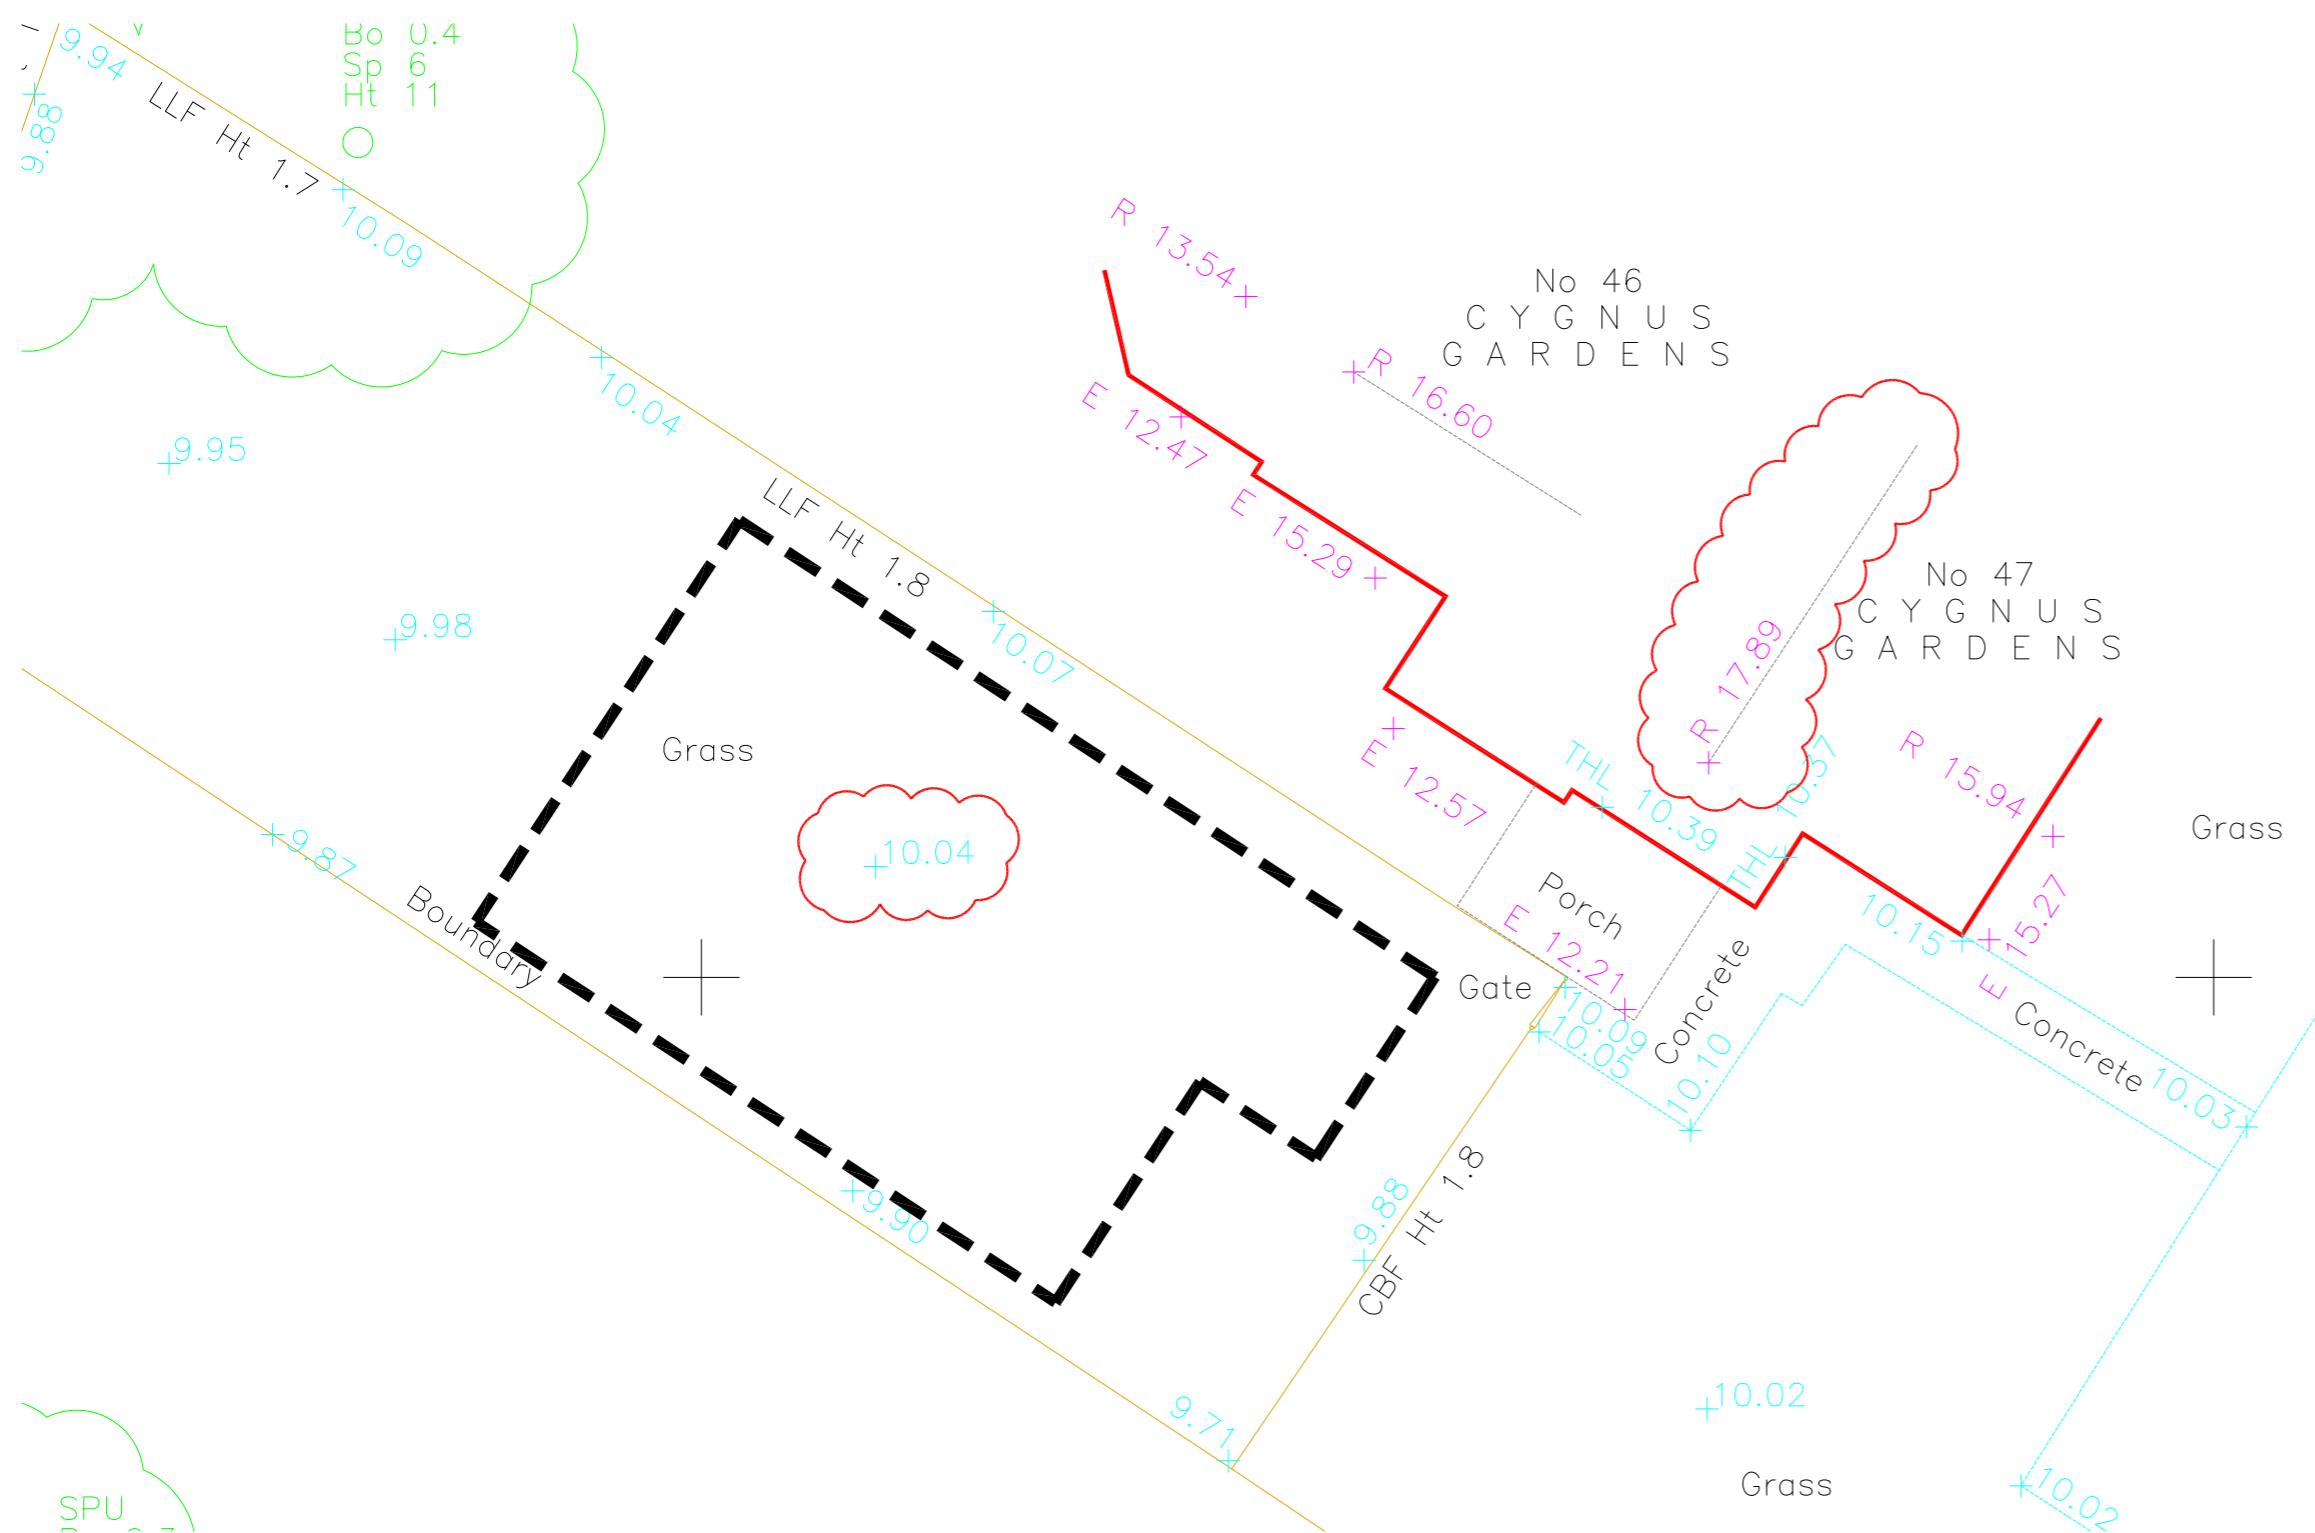 Bo 0.4
Sp 6
Ht 11
9.94
LLF Ht 1.7
9.88
10.09
R 13.54
No 46
CYGNUS
GARDENS
10.04
R 16.60
E 12.47
9.95
LLF Ht 1.8
E 15.29
No 47
CYGNUS
GARDENS
9.98
10.07
R 17.89
Grass
E 12.57
THL 10.39
THL 10.37
R 15.94
Grass
9.87
10.04
Boundary
Porch
E 12.21
10.15
E 15.27
Gate
Concrete
10.09
10.05
10.10
Concrete
10.03
9.90
9.88
CBF Ht 1.8
9.71
10.02
Grass
10.02
SPU